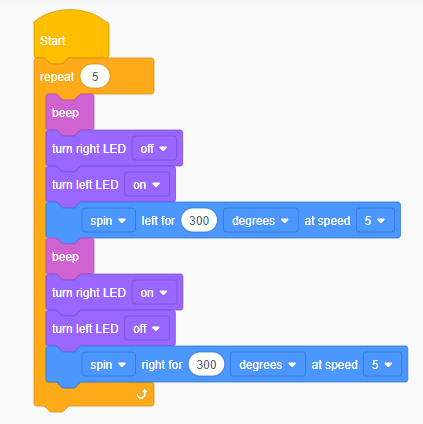 Start
repeat 5
beep
turn right LED off
turn left LED on
spin left for 300 degrees at speed 5
beep
turn right LED on
turn left LED off
spin right for 300 degrees at speed 5